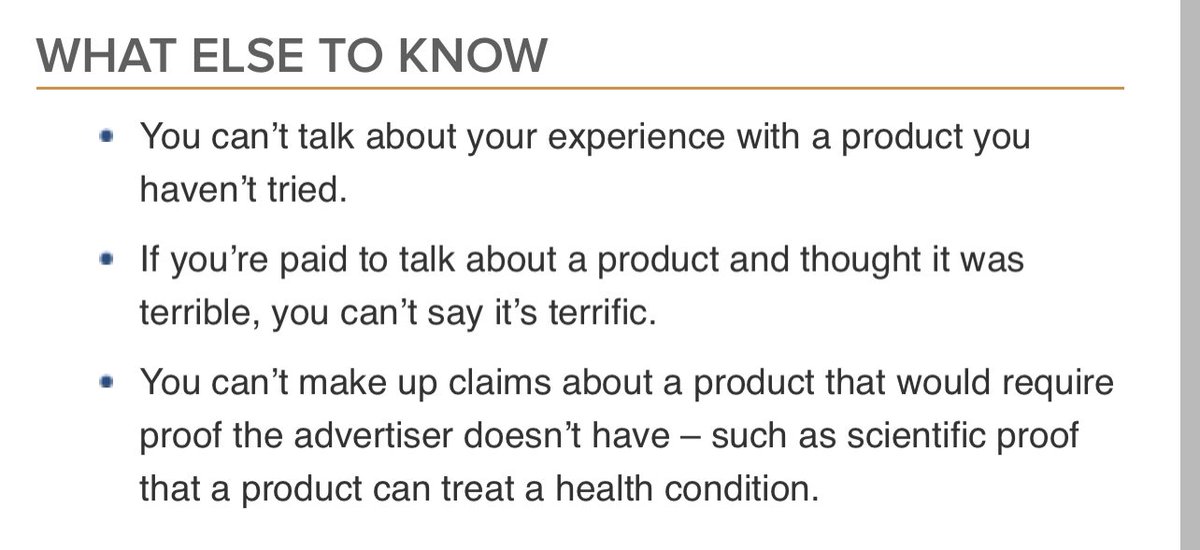 WHAT ELSE TO KNOW
• You can’t talk about your experience with a product you
haven’t tried.
• If you’re paid to talk about a product and thought it was
terrible, you can’t say it’s terrific.
• You can’t make up claims about a product that would require
proof the advertiser doesn’t have – such as scientific proof
that a product can treat a health condition.